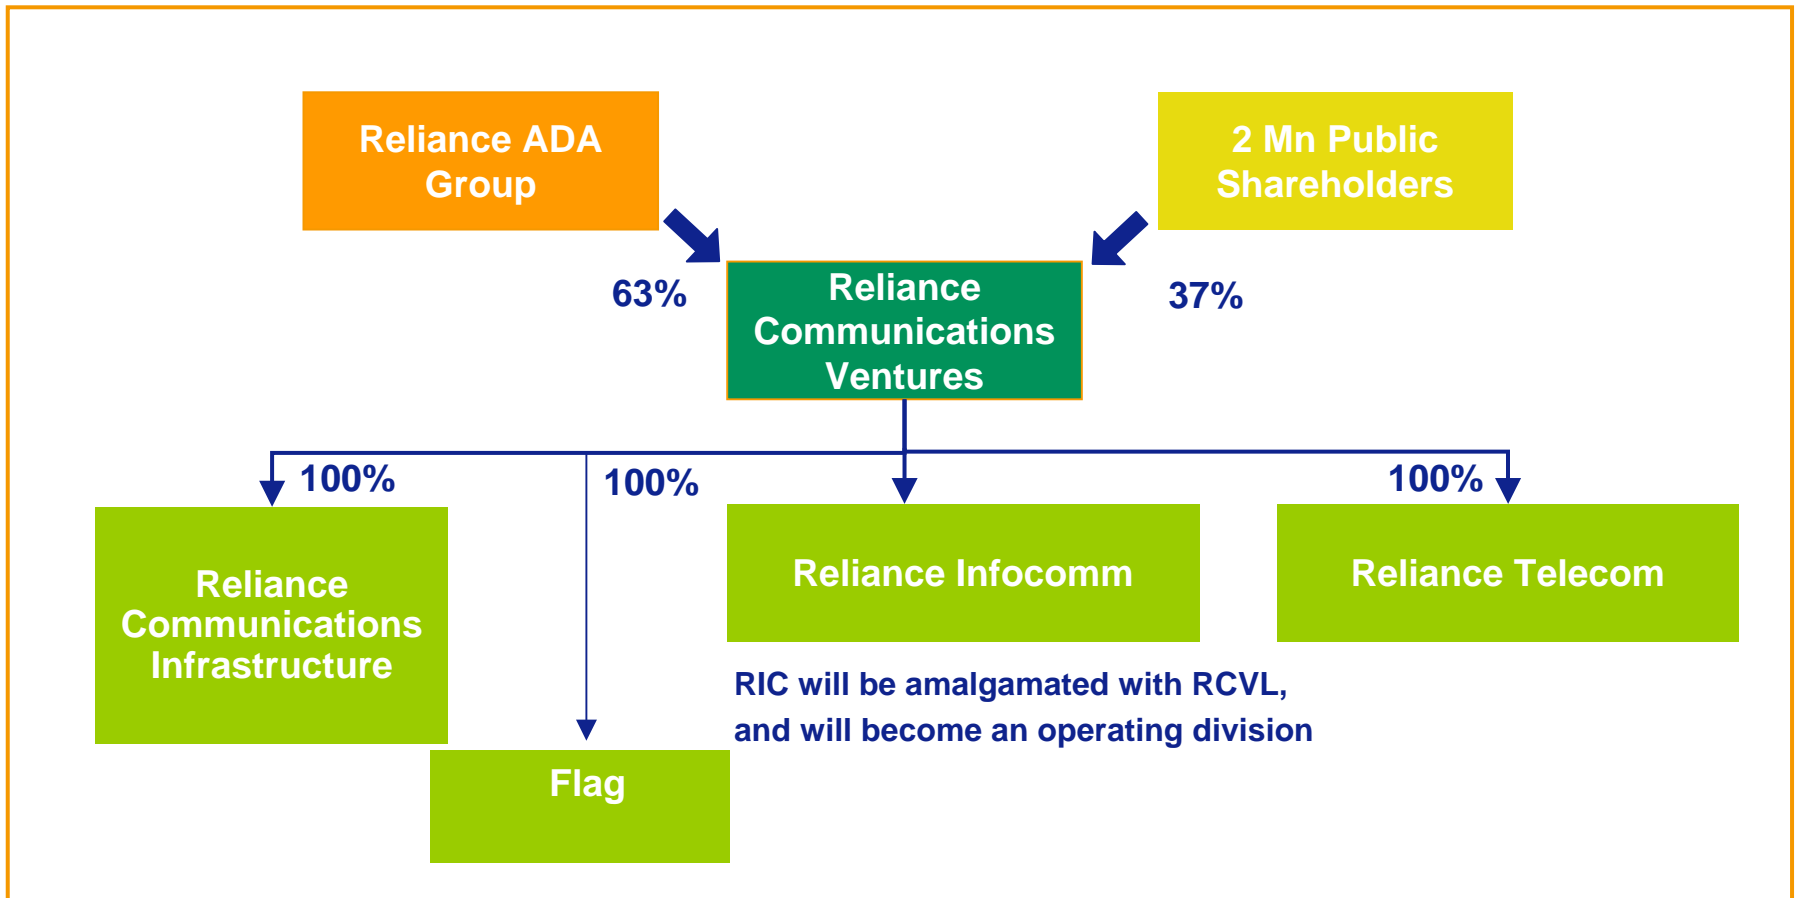 Reliance ADA
Group
2 Mn Public
Shareholders
63%
Reliance
Communications
Ventures
37%
100%
100%
100%
Reliance
Communications
Infrastructure
Reliance Infocomm
Reliance Telecom
RIC will be amalgamated with RCVL,
and will become an operating division
Flag